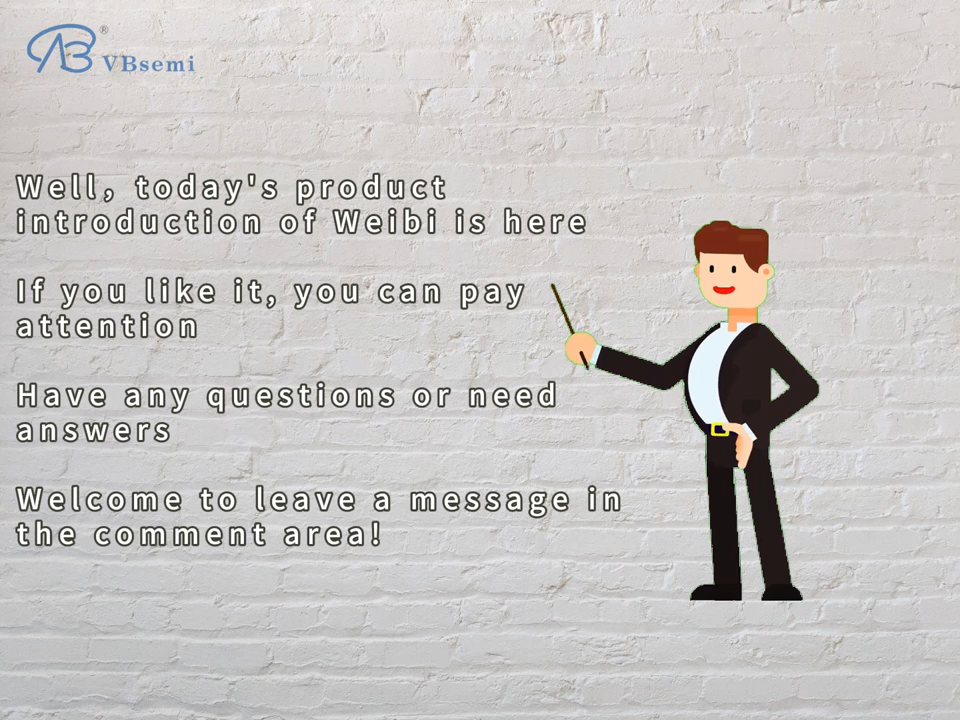 VBsemi
Well, today's product
introduction of Weibi is here
If you like it, you can pay
attention
Have any questions or need
answers
Welcome to leave a message in
the comment area!